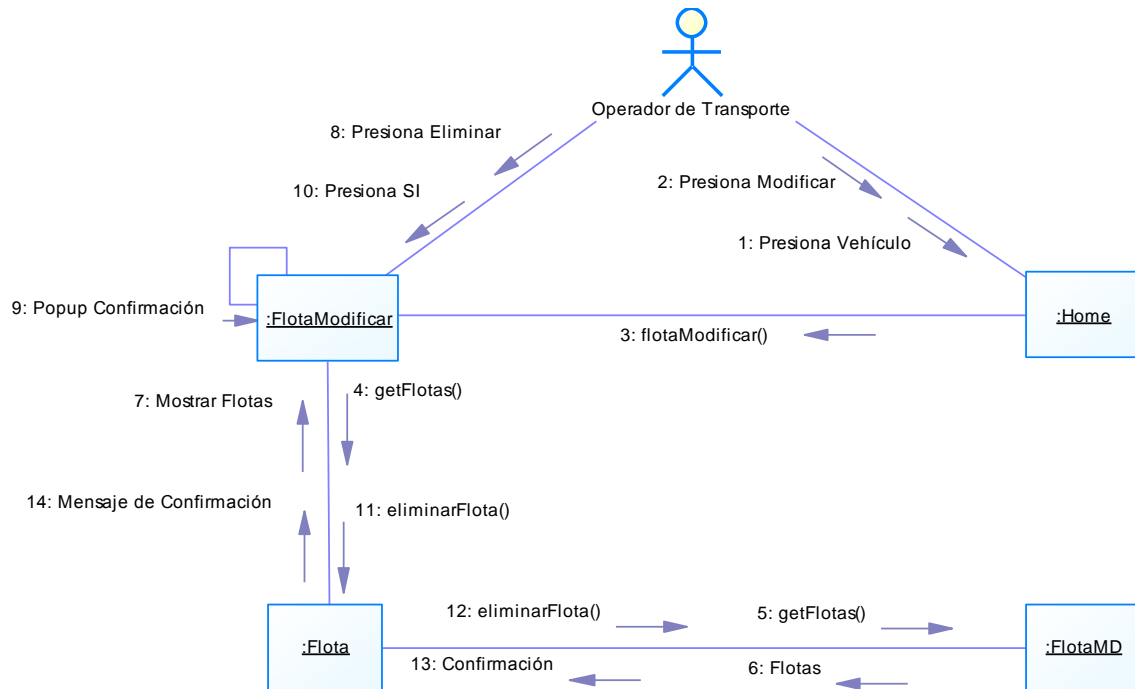 Operador de Transporte
8: Presiona Eliminar
10: Presiona SI
2: Presiona Modificar
1: Presiona Vehículo
9: Popup Confirmación
:FlotaModificar
:Home
3: flotaModificar()
7: Mostrar Flotas
4: getFlotas()
14: Mensaje de Confirmación
11: eliminarFlota()
12: eliminarFlota()
5: getFlotas()
:Flota
:FlotaMD
13: Confirmación
6: Flotas